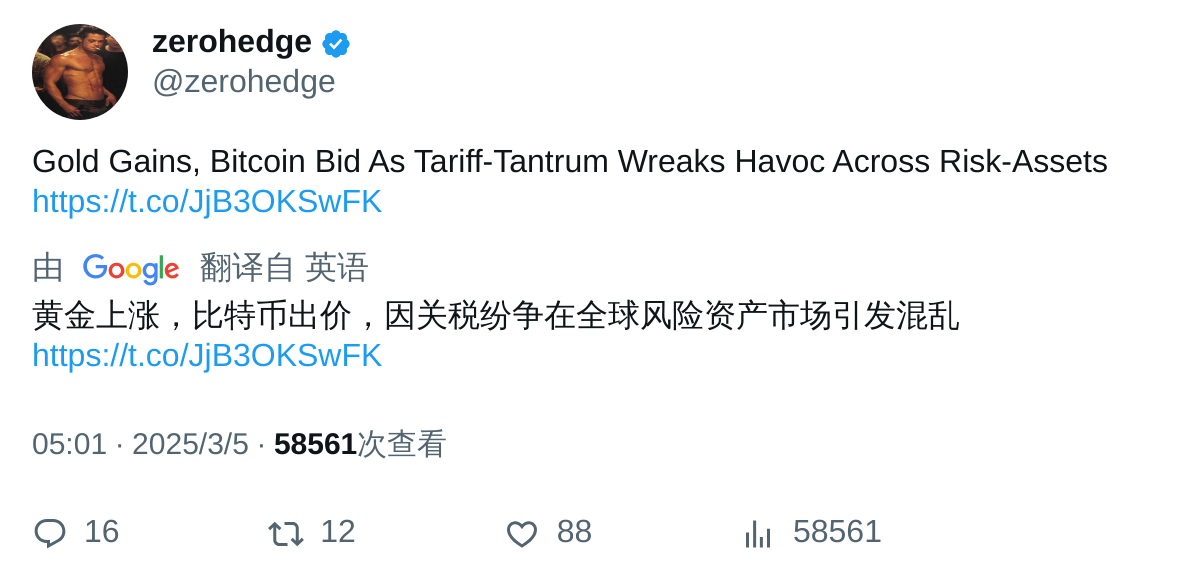 zerohedge
@zerohedge
Gold Gains, Bitcoin Bid As Tariff-Tantrum Wreaks Havoc Across Risk-Assets
https://t.co/JjB3OKSwFK
由 Google 翻译自 英语
黄金上涨，比特币出价，因关税纷争在全球风险资产市场引发混乱
https://t.co/JjB3OKSwFK
05:01 · 2025/3/5 · 58561次查看
16 12 88 58561